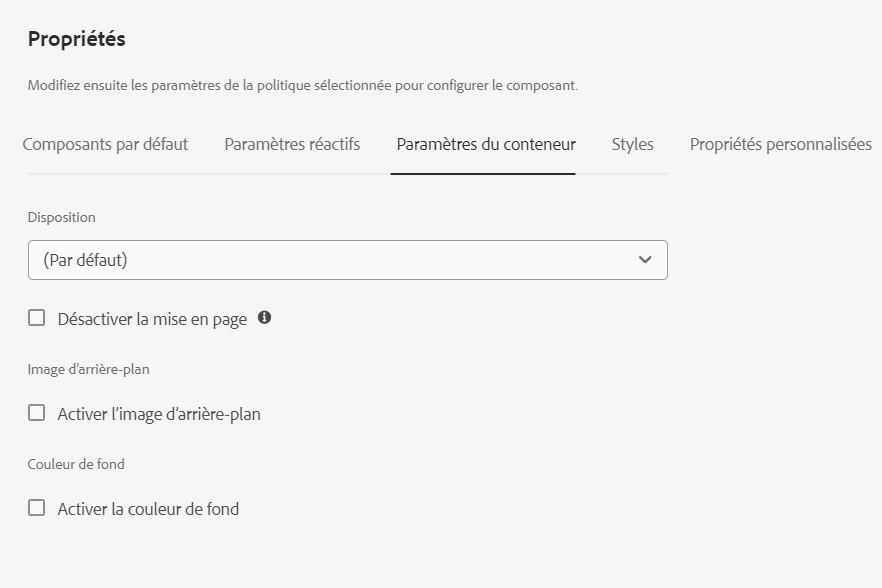 Propriétés
Modifiez ensuite les paramètres de la politique sélectionnée pour configurer le composant.
Composants par défaut Paramètres réactifs Paramètres du conteneur Styles Propriétés personnalisées
Disposition
(Par défaut)
Désactiver la mise en page
Image d’arrière-plan
Activer l’image d’arrière-plan
Couleur de fond
Activer la couleur de fond